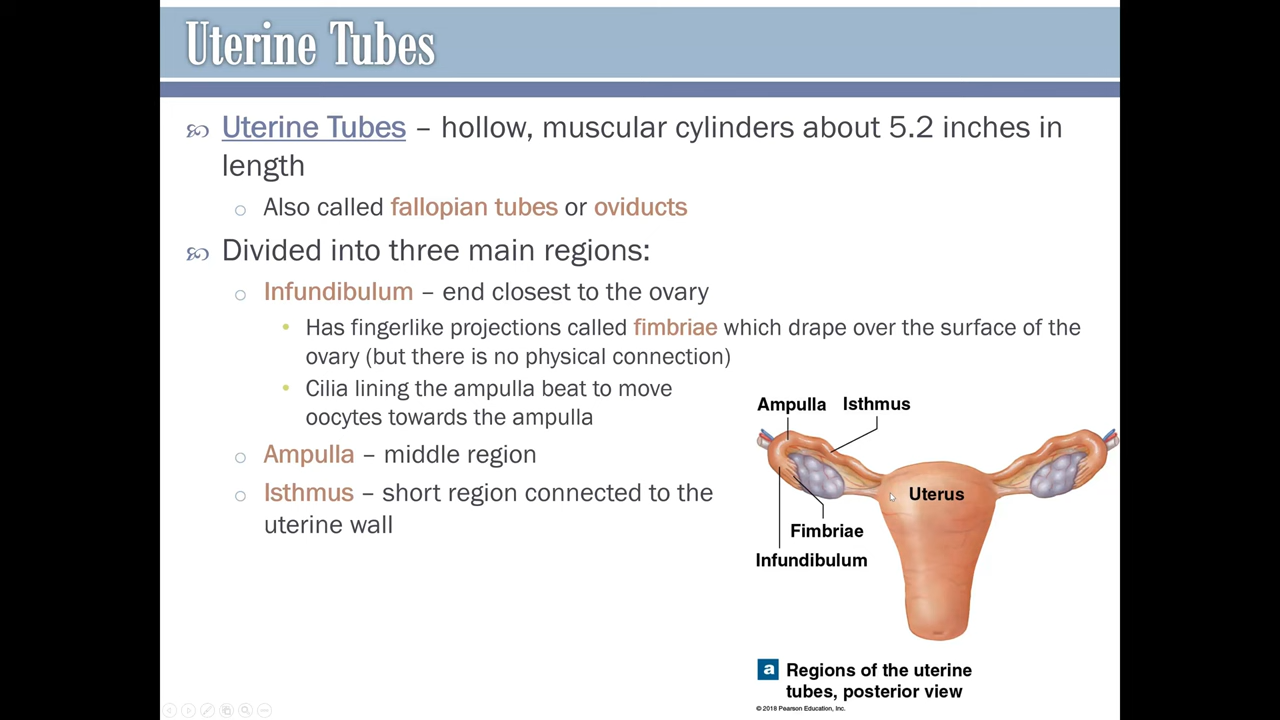 Uterine Tubes
Uterine Tubes – hollow, muscular cylinders about 5.2 inches in
length
Also called fallopian tubes or oviducts
Divided into three main regions:
Infundibulum – end closest to the ovary
Has fingerlike projections called fimbriae which drape over the surface of the
ovary (but there is no physical connection)
Cilia lining the ampulla beat to move
oocytes towards the ampulla
Ampulla – middle region
Isthmus – short region connected to the
uterine wall
Ampulla
Isthmus
Uterus
Fimbriae
Infundibulum
a Regions of the uterine
tubes, posterior view
© 2018 Pearson Education, Inc.